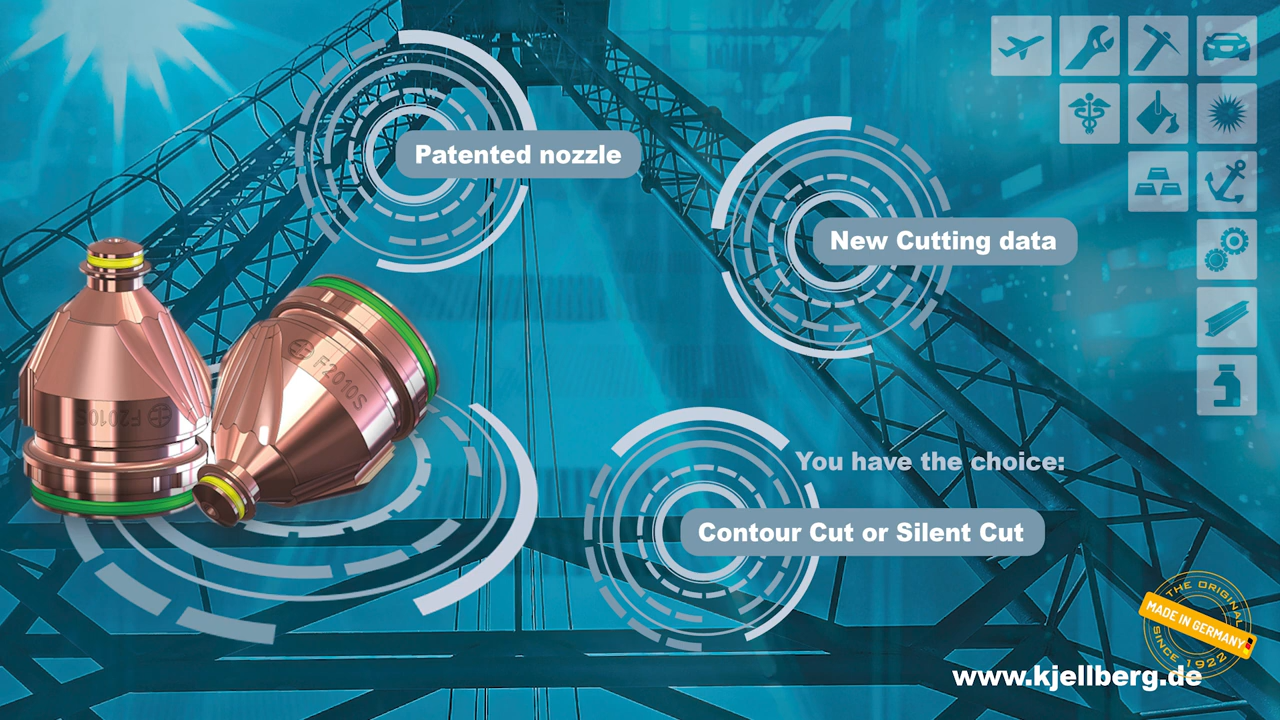 Patented nozzle
New Cutting data
F2010S
F2010S
You have the choice:
Contour Cut or Silent Cut
THE ORIGINAL
MADE IN GERMANY
SINCE 1922
www.kjellberg.de